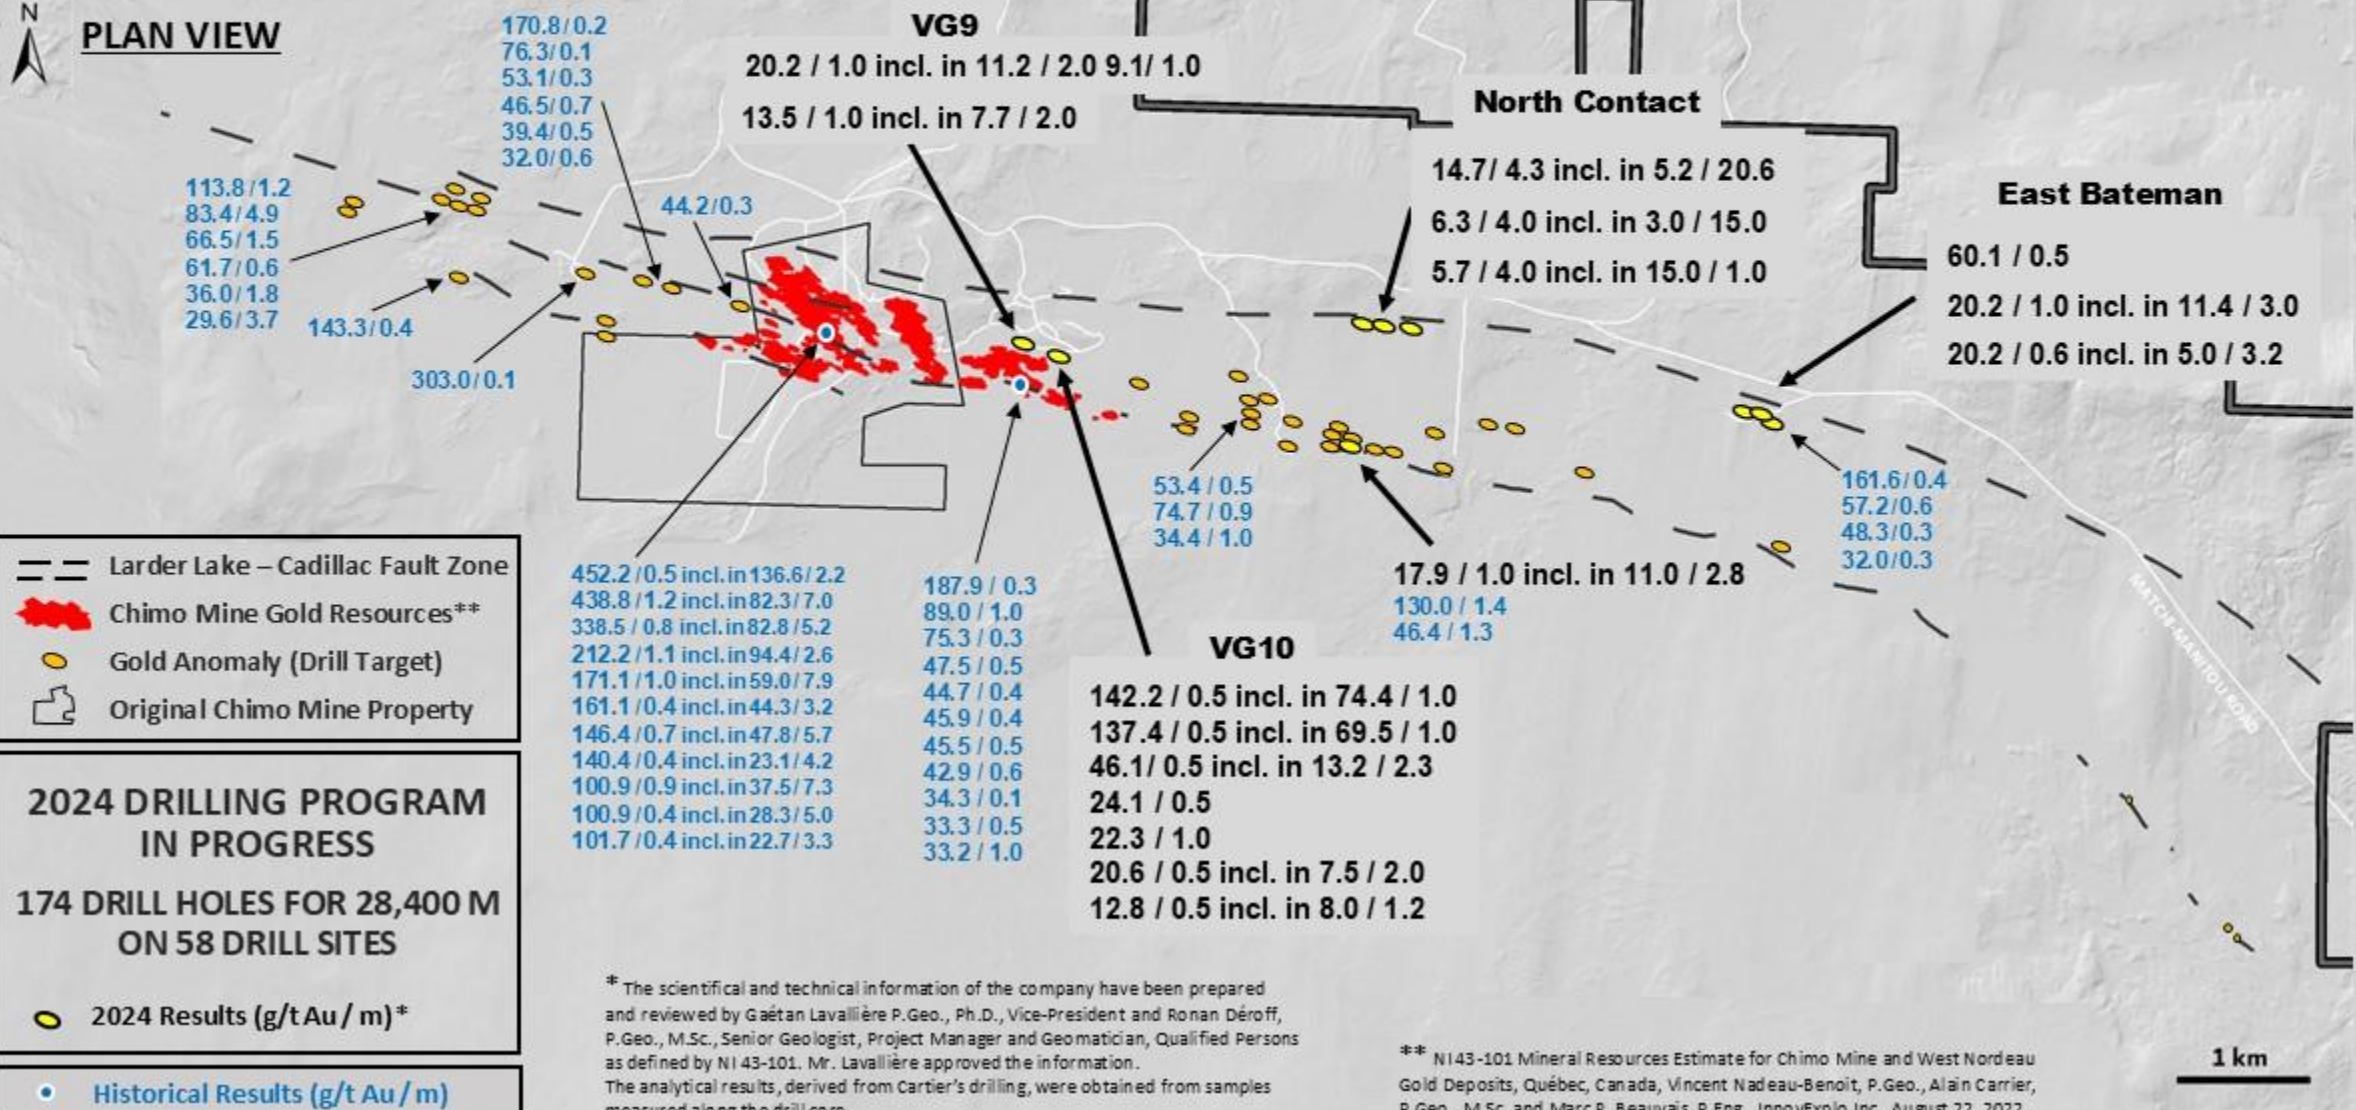 N
PLAN VIEW
170.8/0.2
76.3/0.1
53.1/0.3
46.5/0.7
39.4/0.5
32.0/0.6
VG9
20.2 / 1.0 incl. in 11.2 / 2.0 9.1/ 1.0
13.5 / 1.0 incl. in 7.7 / 2.0
North Contact
14.7/ 4.3 incl. in 5.2 / 20.6
6.3 / 4.0 incl. in 3.0 / 15.0
5.7 / 4.0 incl. in 15.0 / 1.0
East Bateman
60.1 / 0.5
20.2 / 1.0 incl. in 11.4 / 3.0
20.2 / 0.6 incl. in 5.0 / 3.2
113.8/1.2
83.4/4.9
66.5/1.5
61.7/0.6
36.0/1.8
29.6/3.7
44.2/0.3
143.3/0.4
303.0/0.1
53.4 / 0.5
74.7 / 0.9
34.4 / 1.0
161.6/0.4
57.2/0.6
48.3/0.3
32.0/0.3
17.9 / 1.0 incl. in 11.0 / 2.8
130.0 / 1.4
46.4 / 1.3
MATCHI-MANITOU ROAD
452.2/0.5 incl.in 136.6/2.2
438.8/1.2 incl.in 82.3/7.0
338.5/0.8 incl.in 82.8/5.2
212.2/1.1 incl.in 94.4/2.6
171.1/1.0 incl.in 59.0/7.9
161.1/0.4 incl.in 44.3/3.2
146.4/0.7 incl.in 47.8/5.7
140.4/0.4 incl.in 23.1/4.2
100.9/0.9 incl.in 37.5/7.3
100.9/0.4 incl.in 28.3/5.0
101.7/0.4 incl.in 22.7/3.3
187.9 / 0.3
89.0 / 1.0
75.3 / 0.3
47.5 / 0.5
44.7 / 0.4
45.9 / 0.4
45.5 / 0.5
42.9 / 0.6
34.3 / 0.1
33.3 / 0.5
33.2 / 1.0
VG10
142.2 / 0.5 incl. in 74.4 / 1.0
137.4 / 0.5 incl. in 69.5 / 1.0
46.1/ 0.5 incl. in 13.2 / 2.3
24.1 / 0.5
22.3 / 1.0
20.6 / 0.5 incl. in 7.5 / 2.0
12.8 / 0.5 incl. in 8.0 / 1.2
Larder Lake – Cadillac Fault Zone
Chimo Mine Gold Resources**
Gold Anomaly (Drill Target)
Original Chimo Mine Property
2024 DRILLING PROGRAM
IN PROGRESS
174 DRILL HOLES FOR 28,400 M
ON 58 DRILL SITES
2024 Results (g/t Au / m)*
Historical Results (g/t Au / m)
* The scientifical and technical information of the company have been prepared
and reviewed by Gaétan Lavallière P.Geo., Ph.D., Vice-President and Ronan Déroff,
P.Geo., M.Sc., Senior Geologist, Project Manager and Geomatician, Qualified Persons
as defined by NI 43-101. Mr. Lavallière approved the information.
The analytical results, derived from Cartier's drilling, were obtained from samples
measured along the drill core.
** NI 43-101 Mineral Resources Estimate for Chimo Mine and West Nordeau
Gold Deposits, Québec, Canada, Vincent Nadeau-Benoit, P.Geo., Alain Carrier,
P.Geo., M.Sc. and Marc R. Beauvais, P.Eng., InnovExplo Inc., August 22, 2022
1 km